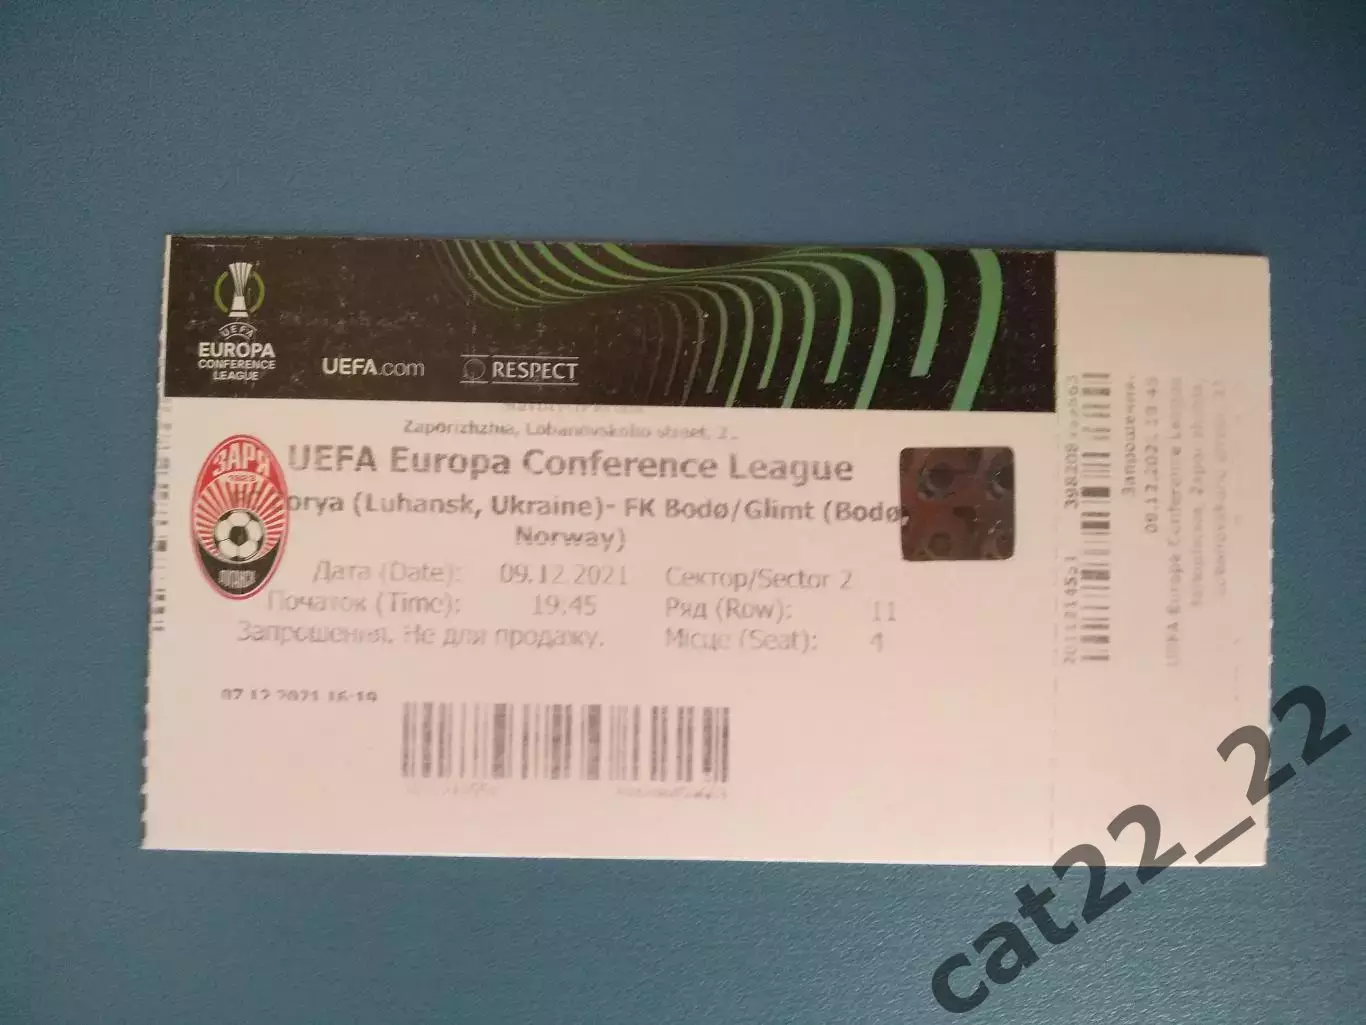 UEFA
EUROPA
CONFERENCE
LEAGUE
UEFA.com
RESPECT
Zaporizhzhia, Lobanovskoho street, 21
ЗАРЯ
1923
ЛУГАНСК
UEFA Europa Conference League
orya (Luhansk, Ukraine)- FK Bodø/Glimt (Bodø,
Norway)
Дата (Date): 09.12.2021 Сектор/Sector 2
Початок (Time): 19:45 Ряд (Row): 11
Запрошення. Не для продажу. Місце (Seat): 4
07.12.2021 16:19
Запрошення.
09.12.2021 19:45
UEFA Europa Conference League
cat22_22